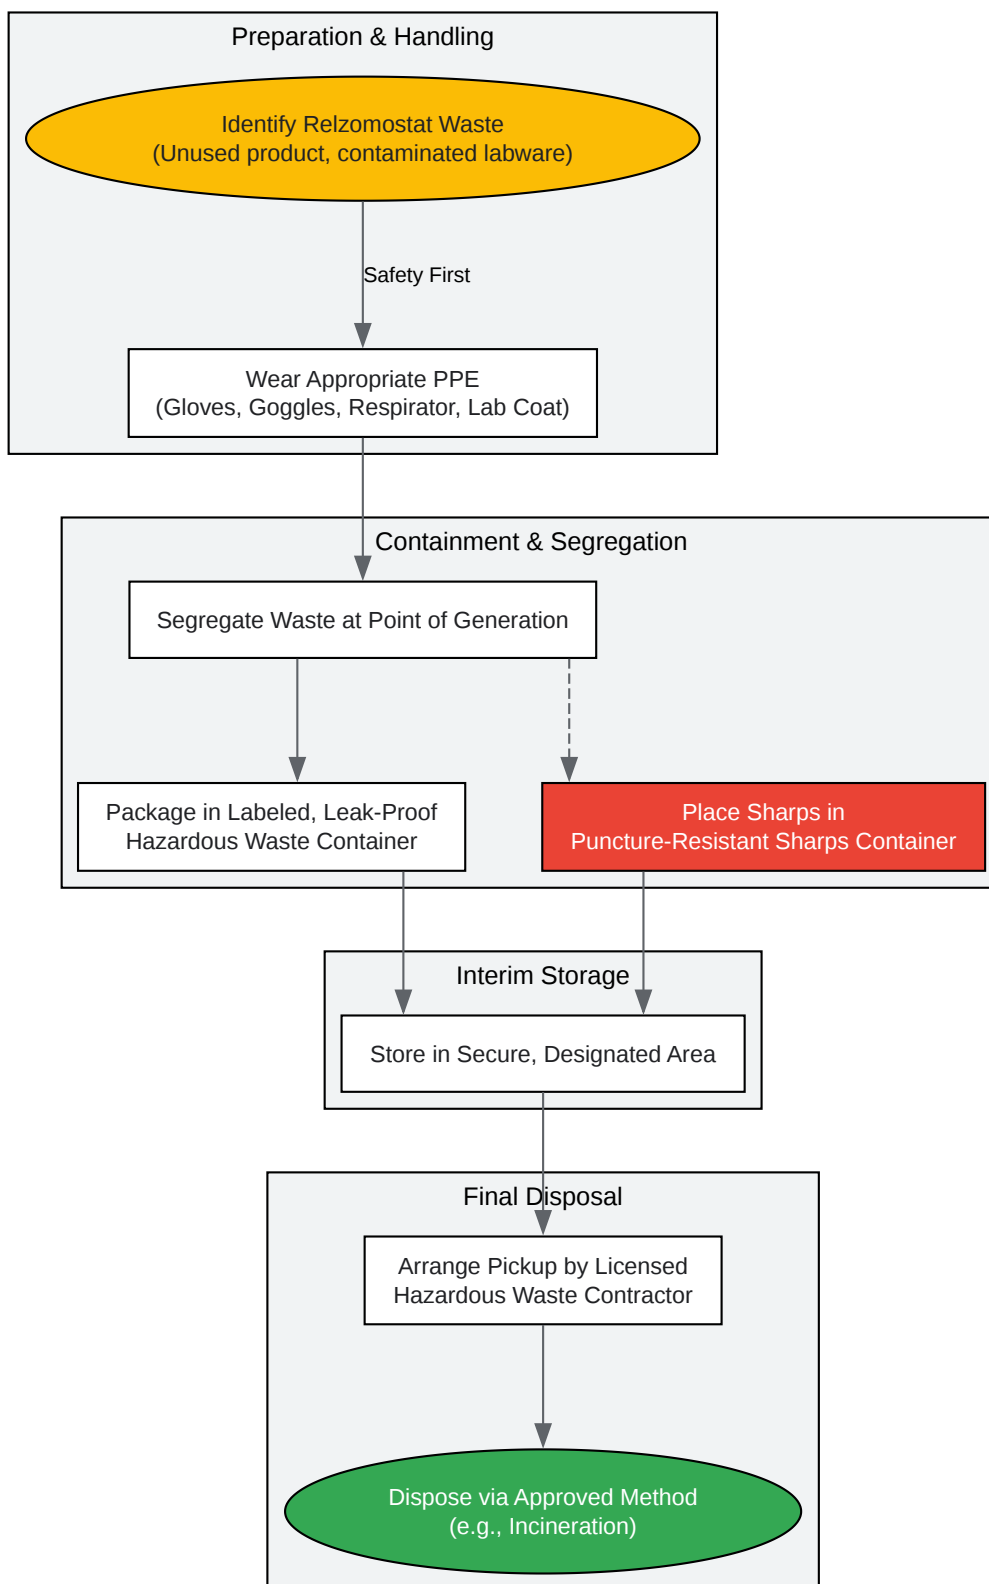 Preparation & Handling
Identify Relzomostat Waste
(Unused product, contaminated labware)
Safety First
Wear Appropriate PPE
(Gloves, Goggles, Respirator, Lab Coat)
Containment & Segregation
Segregate Waste at Point of Generation
Package in Labeled, Leak-Proof
Hazardous Waste Container
Place Sharps in
Puncture-Resistant Sharps Container
Interim Storage
Store in Secure, Designated Area
Final Disposal
Arrange Pickup by Licensed
Hazardous Waste Contractor
Dispose via Approved Method
(e.g., Incineration)